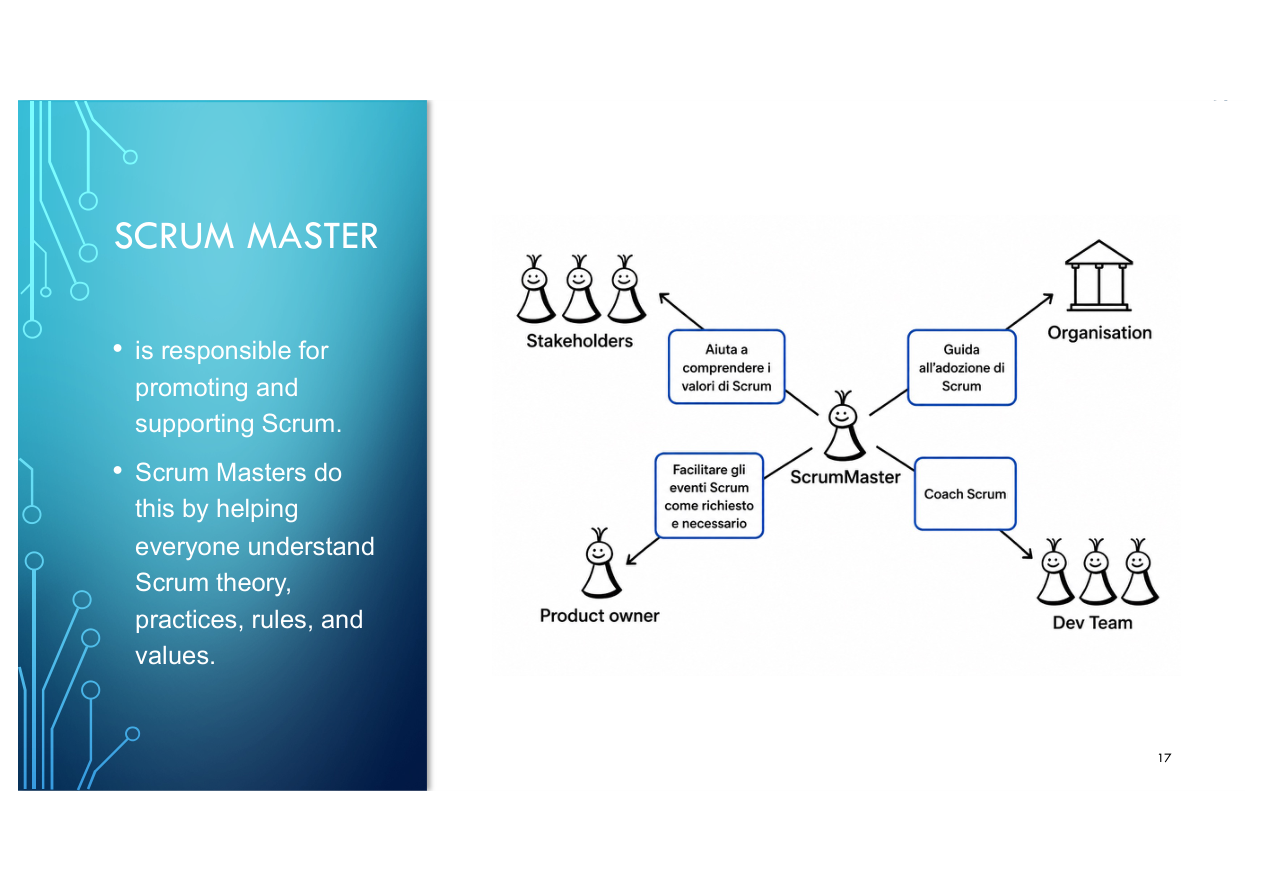 SCRUM MASTER
• is responsible for
promoting and
supporting Scrum.
• Scrum Masters do
this by helping
everyone understand
Scrum theory,
practices, rules, and
values.
Stakeholders
Aiuta a
comprendere i
valori di Scrum
Organisation
Guida
all'adozione di
Scrum
ScrumMaster
Facilitare gli
eventi Scrum
come richiesto
e necessario
Product owner
Coach Scrum
Dev Team
17